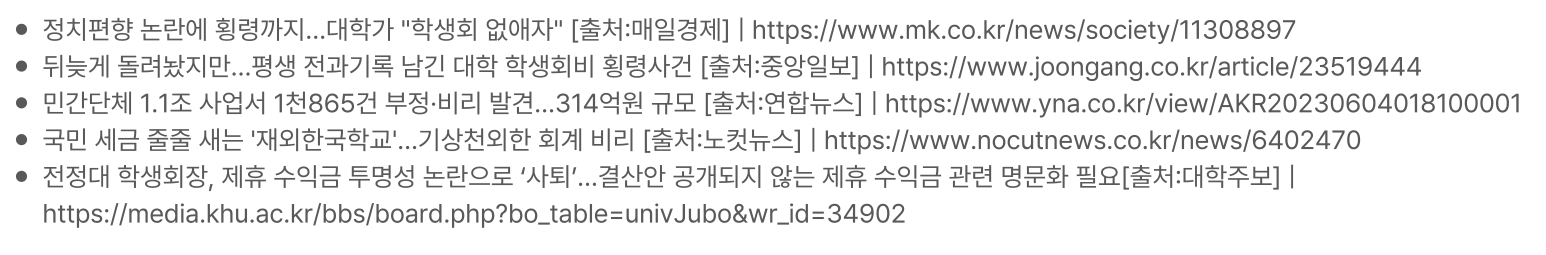 • 정치편향 논란에 횡령까지...대학가 "학생회 없애자" [출처:매일경제] | https://www.mk.co.kr/news/society/11308897
• 뒤늦게 돌려놨지만...평생 전과기록 남긴 대학 학생회비 횡령사건 [출처:중앙일보] | https://www.joongang.co.kr/article/23519444
• 민간단체 1.1조 사업서 1천865건 부정·비리 발견...314억원 규모 [출처:연합뉴스] | https://www.yna.co.kr/view/AKR20230604018100001
• 국민 세금 줄줄 새는 '재외한국학교'...기상천외한 회계 비리 [출처:노컷뉴스] | https://www.nocutnews.co.kr/news/6402470
• 전정대 학생회장, 제휴 수익금 투명성 논란으로 ‘사퇴’...결산안 공개되지 않는 제휴 수익금 관련 명문화 필요[출처:대학주보] |
https://media.khu.ac.kr/bbs/board.php?bo_table=univJubo&wr_id=34902